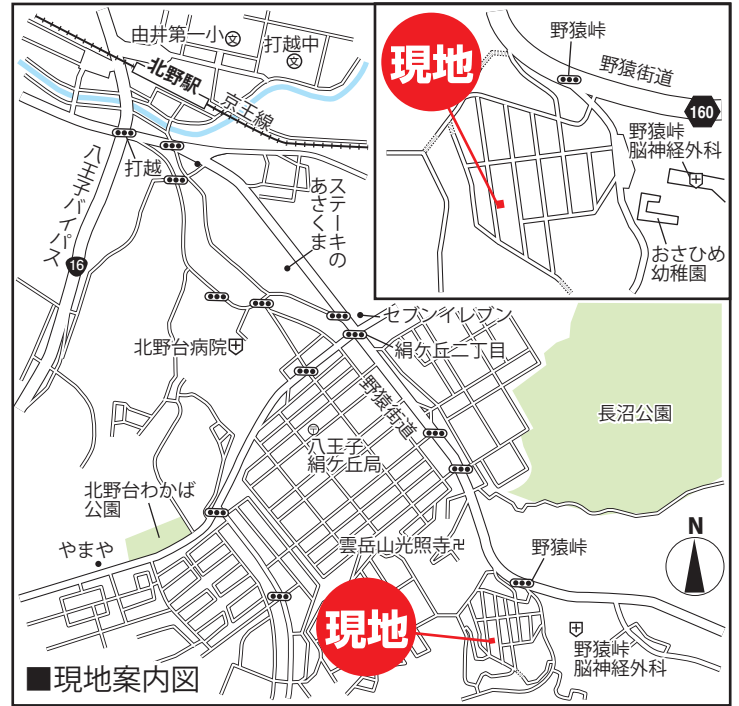 由井第一小
打越中
北野駅
京王線
打越
八王子バイパス
16
ステーキの
あさくま
セブンイレブン
北野台病院
絹ケ丘二丁目
野猿街道
八王子
絹ケ丘局
長沼公園
北野台わかば
公園
やまや
雲岳山光照寺
野猿峠
N
現地
野猿峠
脳神経外科
■現地案内図
現地
野猿峠
野猿街道
160
野猿峠
脳神経外科
おさひめ
幼稚園